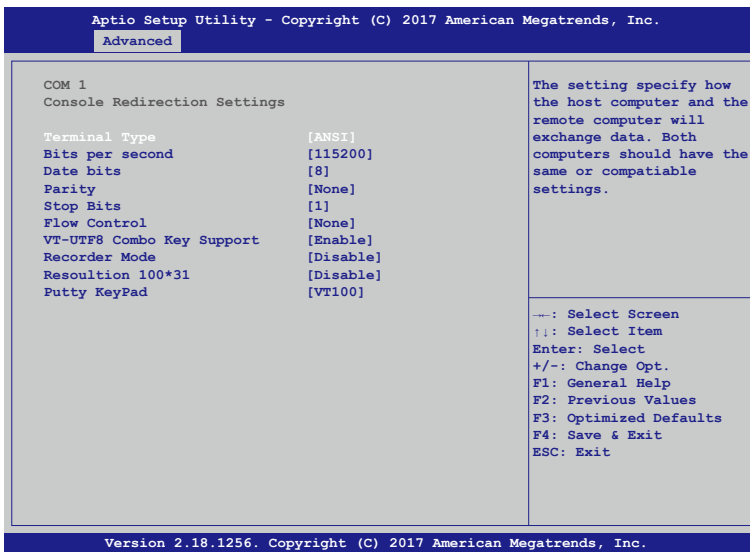 Aptio Setup Utility - Copyright (C) 2017 American Megatrends, Inc.
Advanced
COM 1
Console Redirection Settings
Terminal Type [ANSI]
Bits per second [115200]
Date bits [8]
Parity [None]
Stop Bits [1]
Flow Control [None]
VT-UTF8 Combo Key Support [Enable]
Recorder Mode [Disable]
Resoultion 100*31 [Disable]
Putty KeyPad [VT100]
The setting specify how
the host computer and the
remote computer will
exchange data. Both
computers should have the
same or compatiable
settings.
→←: Select Screen
↑↓: Select Item
Enter: Select
+/-: Change Opt.
F1: General Help
F2: Previous Values
F3: Optimized Defaults
F4: Save & Exit
ESC: Exit
Version 2.18.1256. Copyright (C) 2017 American Megatrends, Inc.